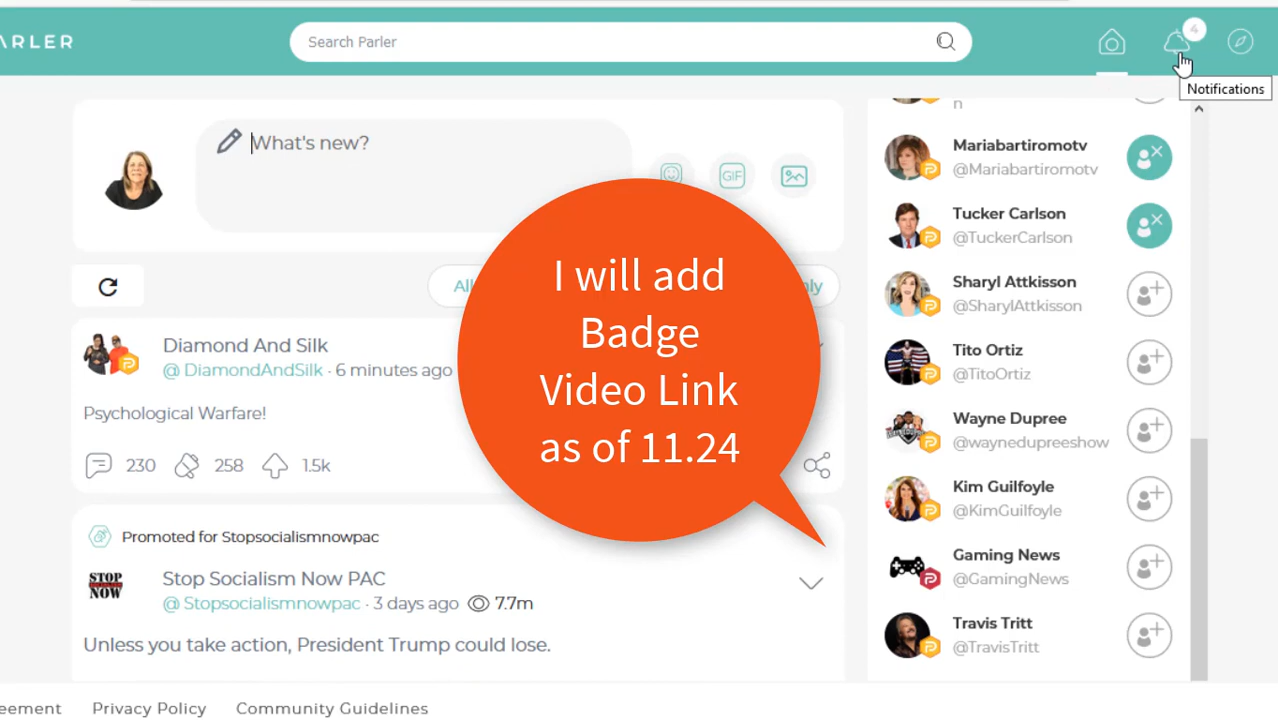 ARLER
Search Parler
4
Notifications
What's new?
GIF
All
ly
Diamond And Silk
@ DiamondAndSilk · 6 minutes ago
Psychological Warfare!
230 258 1.5k
Promoted for Stopsocialismnowpac
STOP
NOW
Stop Socialism Now PAC
@ Stopsocialismnowpac · 3 days ago 7.7m
Unless you take action, President Trump could lose.
I will add
Badge
Video Link
as of 11.24
n
Mariabartiromotv
@Mariabartiromotv
Tucker Carlson
@TuckerCarlson
Sharyl Attkisson
@SharylAttkisson
Tito Ortiz
@TitoOrtiz
Wayne Dupree
@waynedupreeshow
Kim Guilfoyle
@KimGuilfoyle
Gaming News
@GamingNews
Travis Tritt
@TravisTritt
eement Privacy Policy Community Guidelines